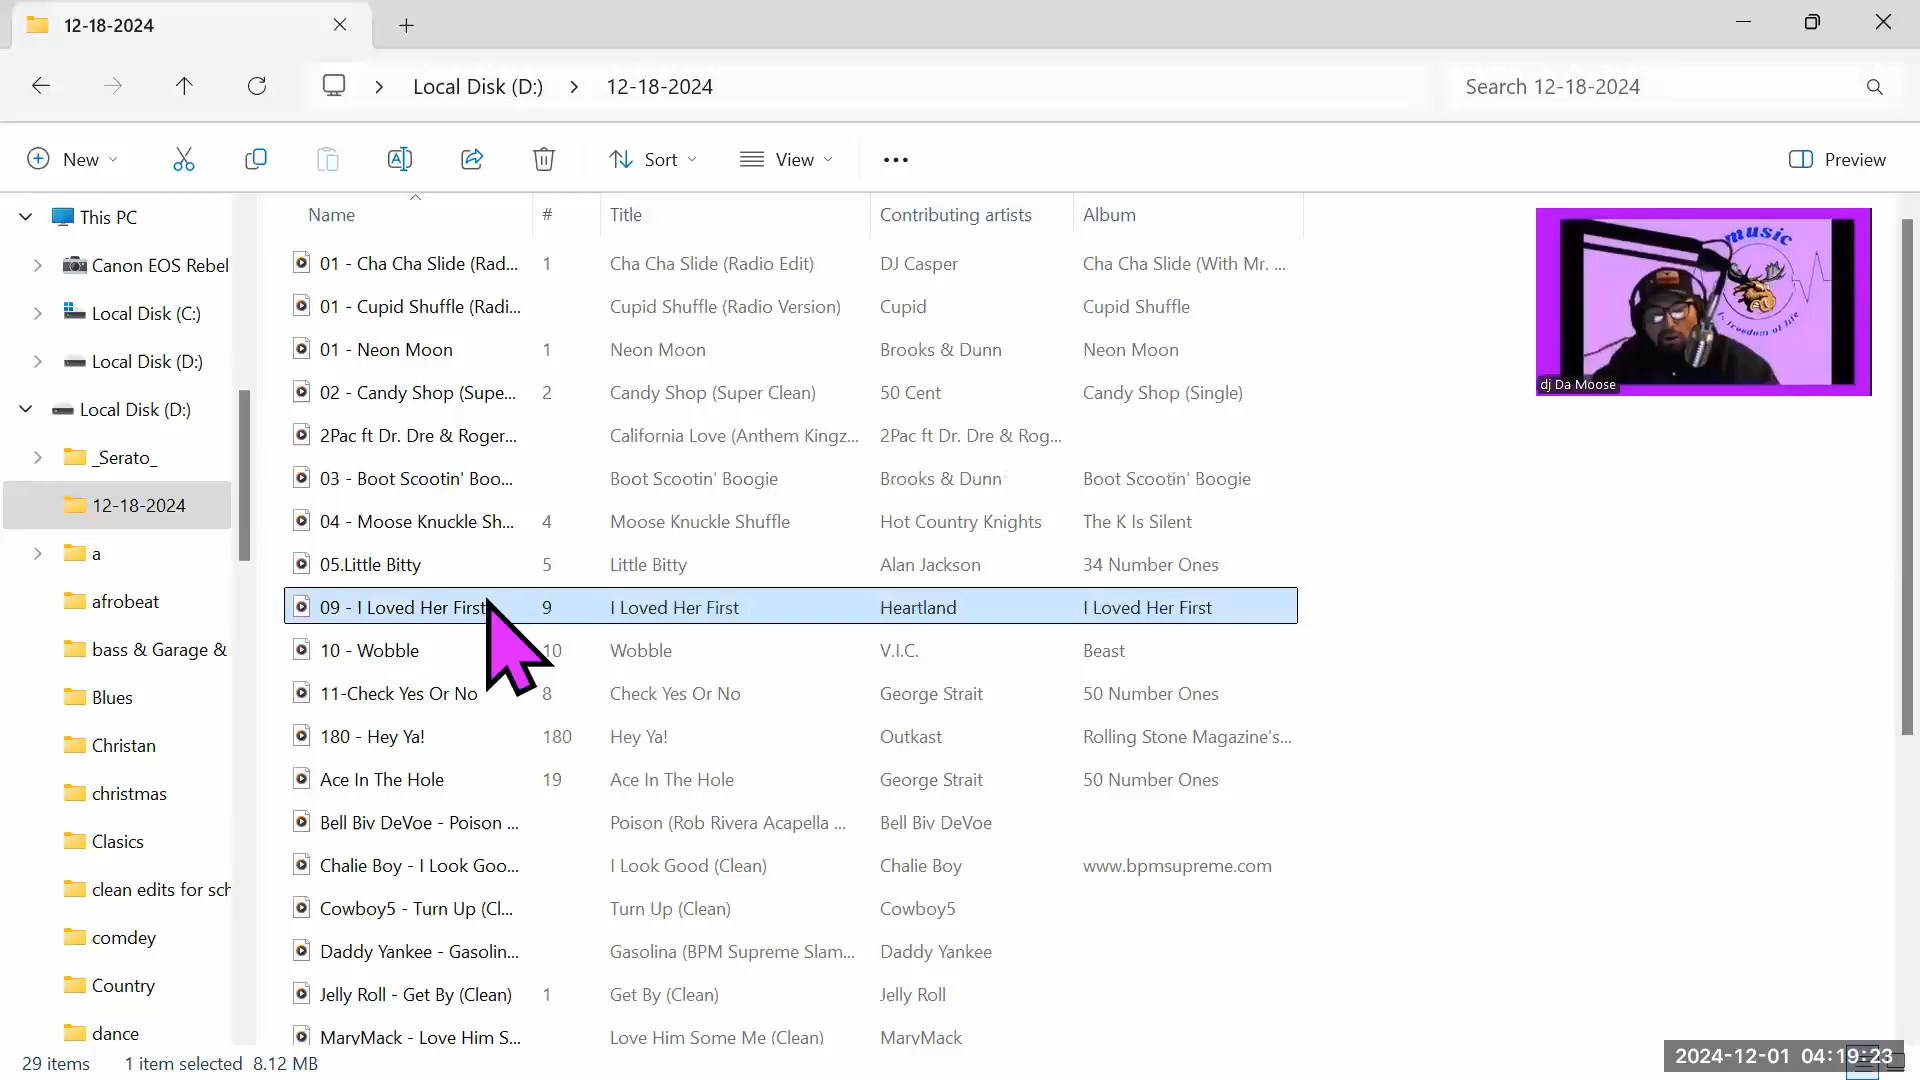 12-18-2024
Local Disk (D:) 12-18-2024
Search 12-18-2024
New Sort View Preview
Name # Title Contributing artists Album
This PC
Canon EOS Rebel
Local Disk (C:)
Local Disk (D:)
Local Disk (D:)
_Serato_
12-18-2024
a
afrobeat
bass & Garage &
Blues
Christan
christmas
Clasics
clean edits for sch
comdey
Country
dance
01 - Cha Cha Slide (Rad... 1 Cha Cha Slide (Radio Edit) DJ Casper Cha Cha Slide (With Mr. ...
01 - Cupid Shuffle (Radi... Cupid Shuffle (Radio Version) Cupid Cupid Shuffle
01 - Neon Moon 1 Neon Moon Brooks & Dunn Neon Moon
02 - Candy Shop (Supe... 2 Candy Shop (Super Clean) 50 Cent Candy Shop (Single)
2Pac ft Dr. Dre & Roger... California Love (Anthem Kingz... 2Pac ft Dr. Dre & Rog...
03 - Boot Scootin' Boo... Boot Scootin' Boogie Brooks & Dunn Boot Scootin' Boogie
04 - Moose Knuckle Sh... 4 Moose Knuckle Shuffle Hot Country Knights The K Is Silent
05.Little Bitty 5 Little Bitty Alan Jackson 34 Number Ones
09 - I Loved Her First 9 I Loved Her First Heartland I Loved Her First
10 - Wobble 10 Wobble V.I.C. Beast
11-Check Yes Or No 8 Check Yes Or No George Strait 50 Number Ones
180 - Hey Ya! 180 Hey Ya! Outkast Rolling Stone Magazine's...
Ace In The Hole 19 Ace In The Hole George Strait 50 Number Ones
Bell Biv DeVoe - Poison ... Poison (Rob Rivera Acapella ... Bell Biv DeVoe
Chalie Boy - I Look Goo... I Look Good (Clean) Chalie Boy www.bpmsupreme.com
Cowboy5 - Turn Up (Cl... Turn Up (Clean) Cowboy5
Daddy Yankee - Gasolin... Gasolina (BPM Supreme Slam... Daddy Yankee
Jelly Roll - Get By (Clean) 1 Get By (Clean) Jelly Roll
MaryMack - Love Him S... Love Him Some Me (Clean) MaryMack
music
freedom of life
dj Da Moose
29 items 1 item selected 8.12 MB
2024-12-01 04:19:23